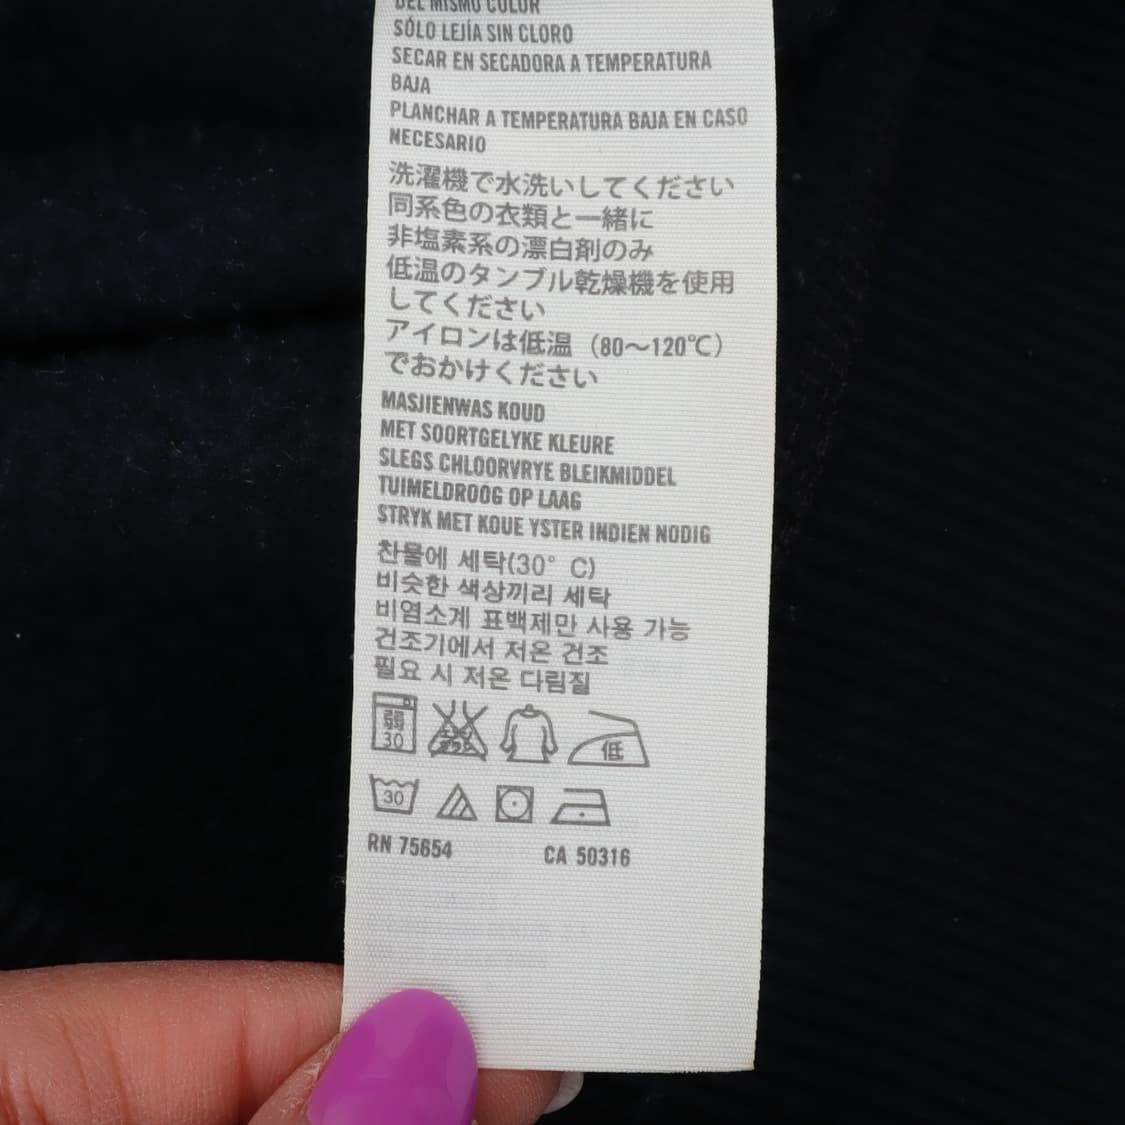 DEL MISMO COLOR
SÓLO LEJÍA SIN CLORO
SECAR EN SECADORA A TEMPERATURA
BAJA
PLANCHAR A TEMPERATURA BAJA EN CASO
NECESARIO
洗濯機で水洗いしてください
同系色の衣類と一緒に
非塩素系の漂白剤のみ
低温のタンブル乾燥機を使用
してください
アイロンは低温（80〜120℃）
でおかけください
MASJIENWAS KOUD
MET SOORTGELYKE KLEURE
SLEGS CHLOORVRYE BLEIKMIDDEL
TUIMELDROOG OP LAAG
STRYK MET KOUE YSTER INDIEN NODIG
찬물에 세탁(30° C)
비슷한 색상끼리 세탁
비염소계 표백제만 사용 가능
건조기에서 저온 건조
필요 시 저온 다림질
弱 低
30
30
RN 75654 CA 50316